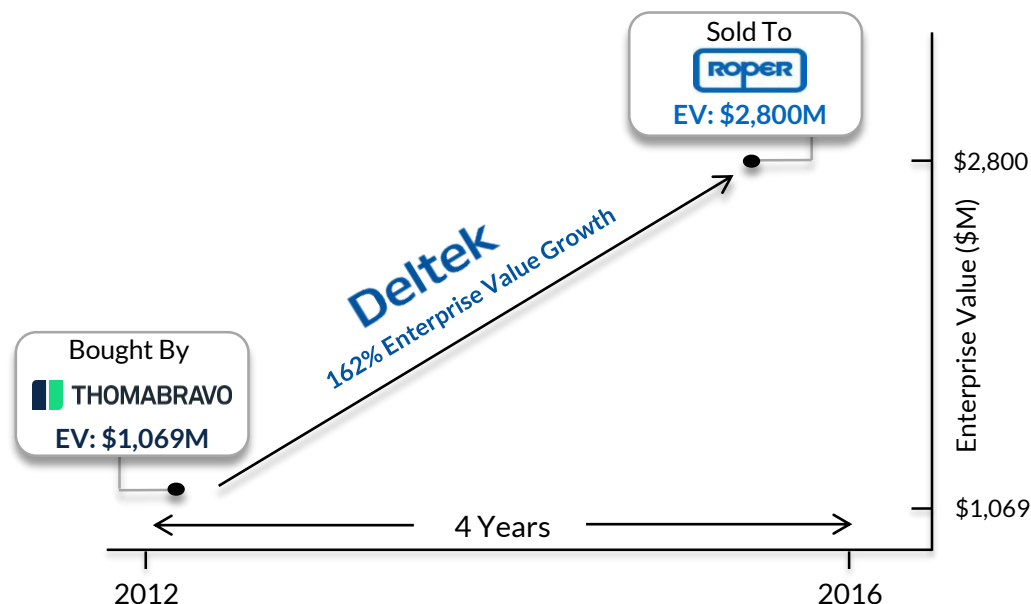 Sold To
ROPER
EV: $2,800M
$2,800
Deltek
162% Enterprise Value Growth
Enterprise Value ($M)
Bought By
THOMABRAVO
EV: $1,069M
$1,069
4 Years
2012
2016